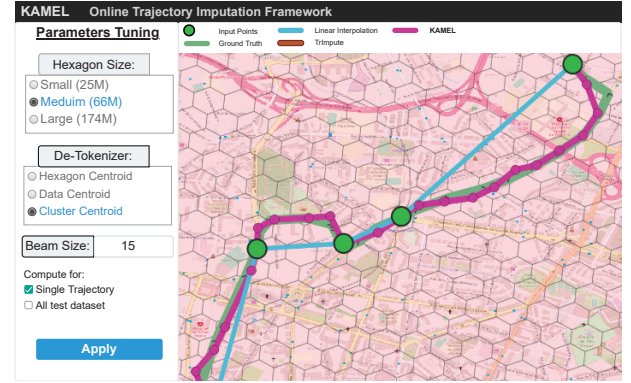 KAMEL Online Trajectory Imputation Framework
Parameters Tuning
Input Points
Linear Interpolation
KAMEL
Ground Truth
TrImpute
Hexagon Size:
Small (25M)
Meduim (66M)
Large (174M)
De-Tokenizer:
Hexagon Centroid
Data Centroid
Cluster Centroid
Beam Size: 15
Compute for:
Single Trajectory
All test dataset
Apply